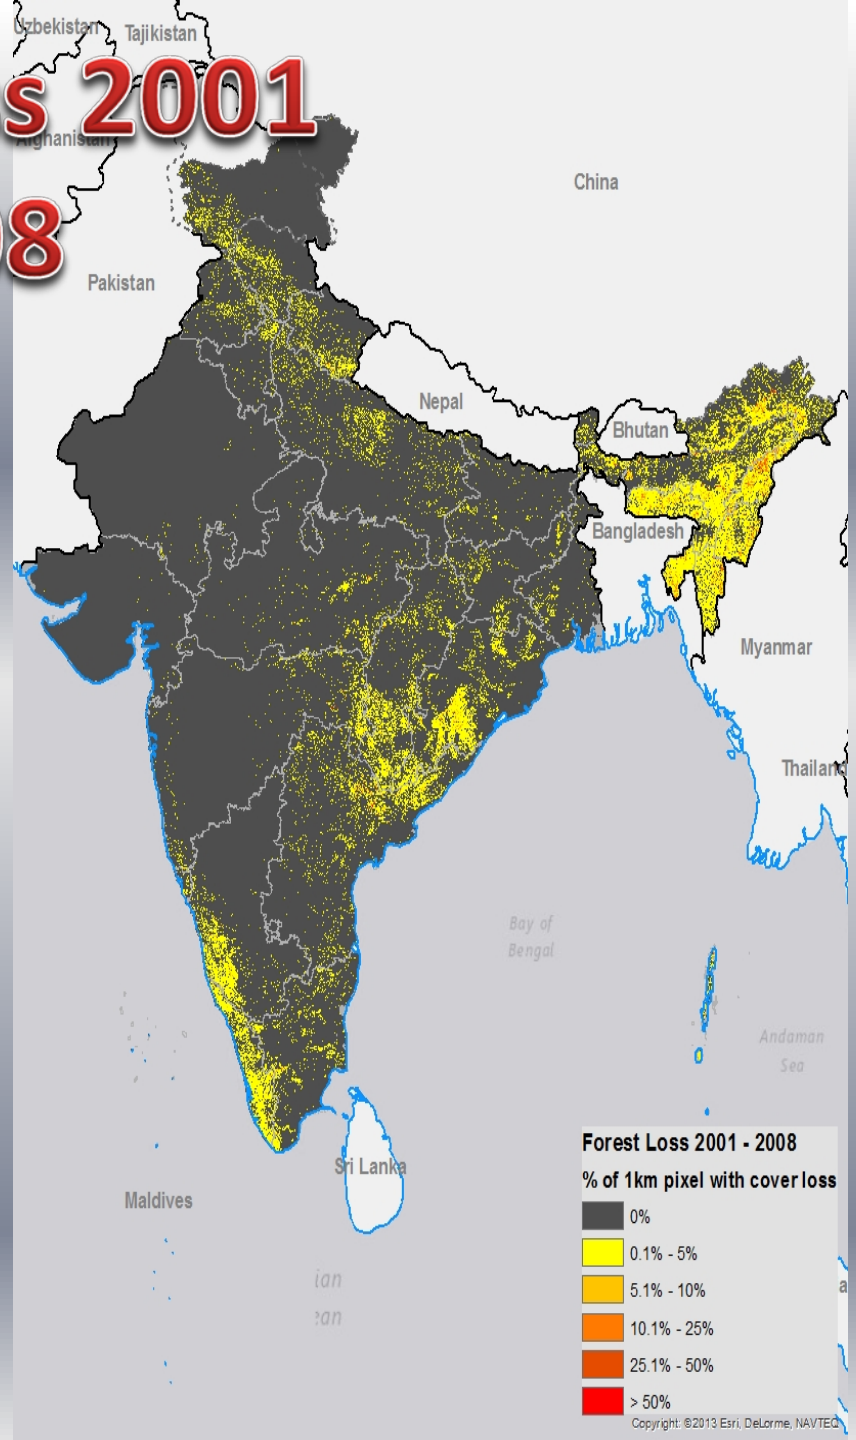 Uzbekistan
Tajikistan
s 2001
Afghanistan
China
08
Pakistan
Nepal
Bhutan
Bangladesh
Myanmar
Thailand
Bay of
Bengal
Andaman
Sea
Sri Lanka
Maldives
ian
ean
Forest Loss 2001 - 2008
% of 1km pixel with cover loss
0%
0.1% - 5%
5.1% - 10%
10.1% - 25%
25.1% - 50%
> 50%
a
Copyright: ©2013 Esri, DeLorme, NAVTEQ